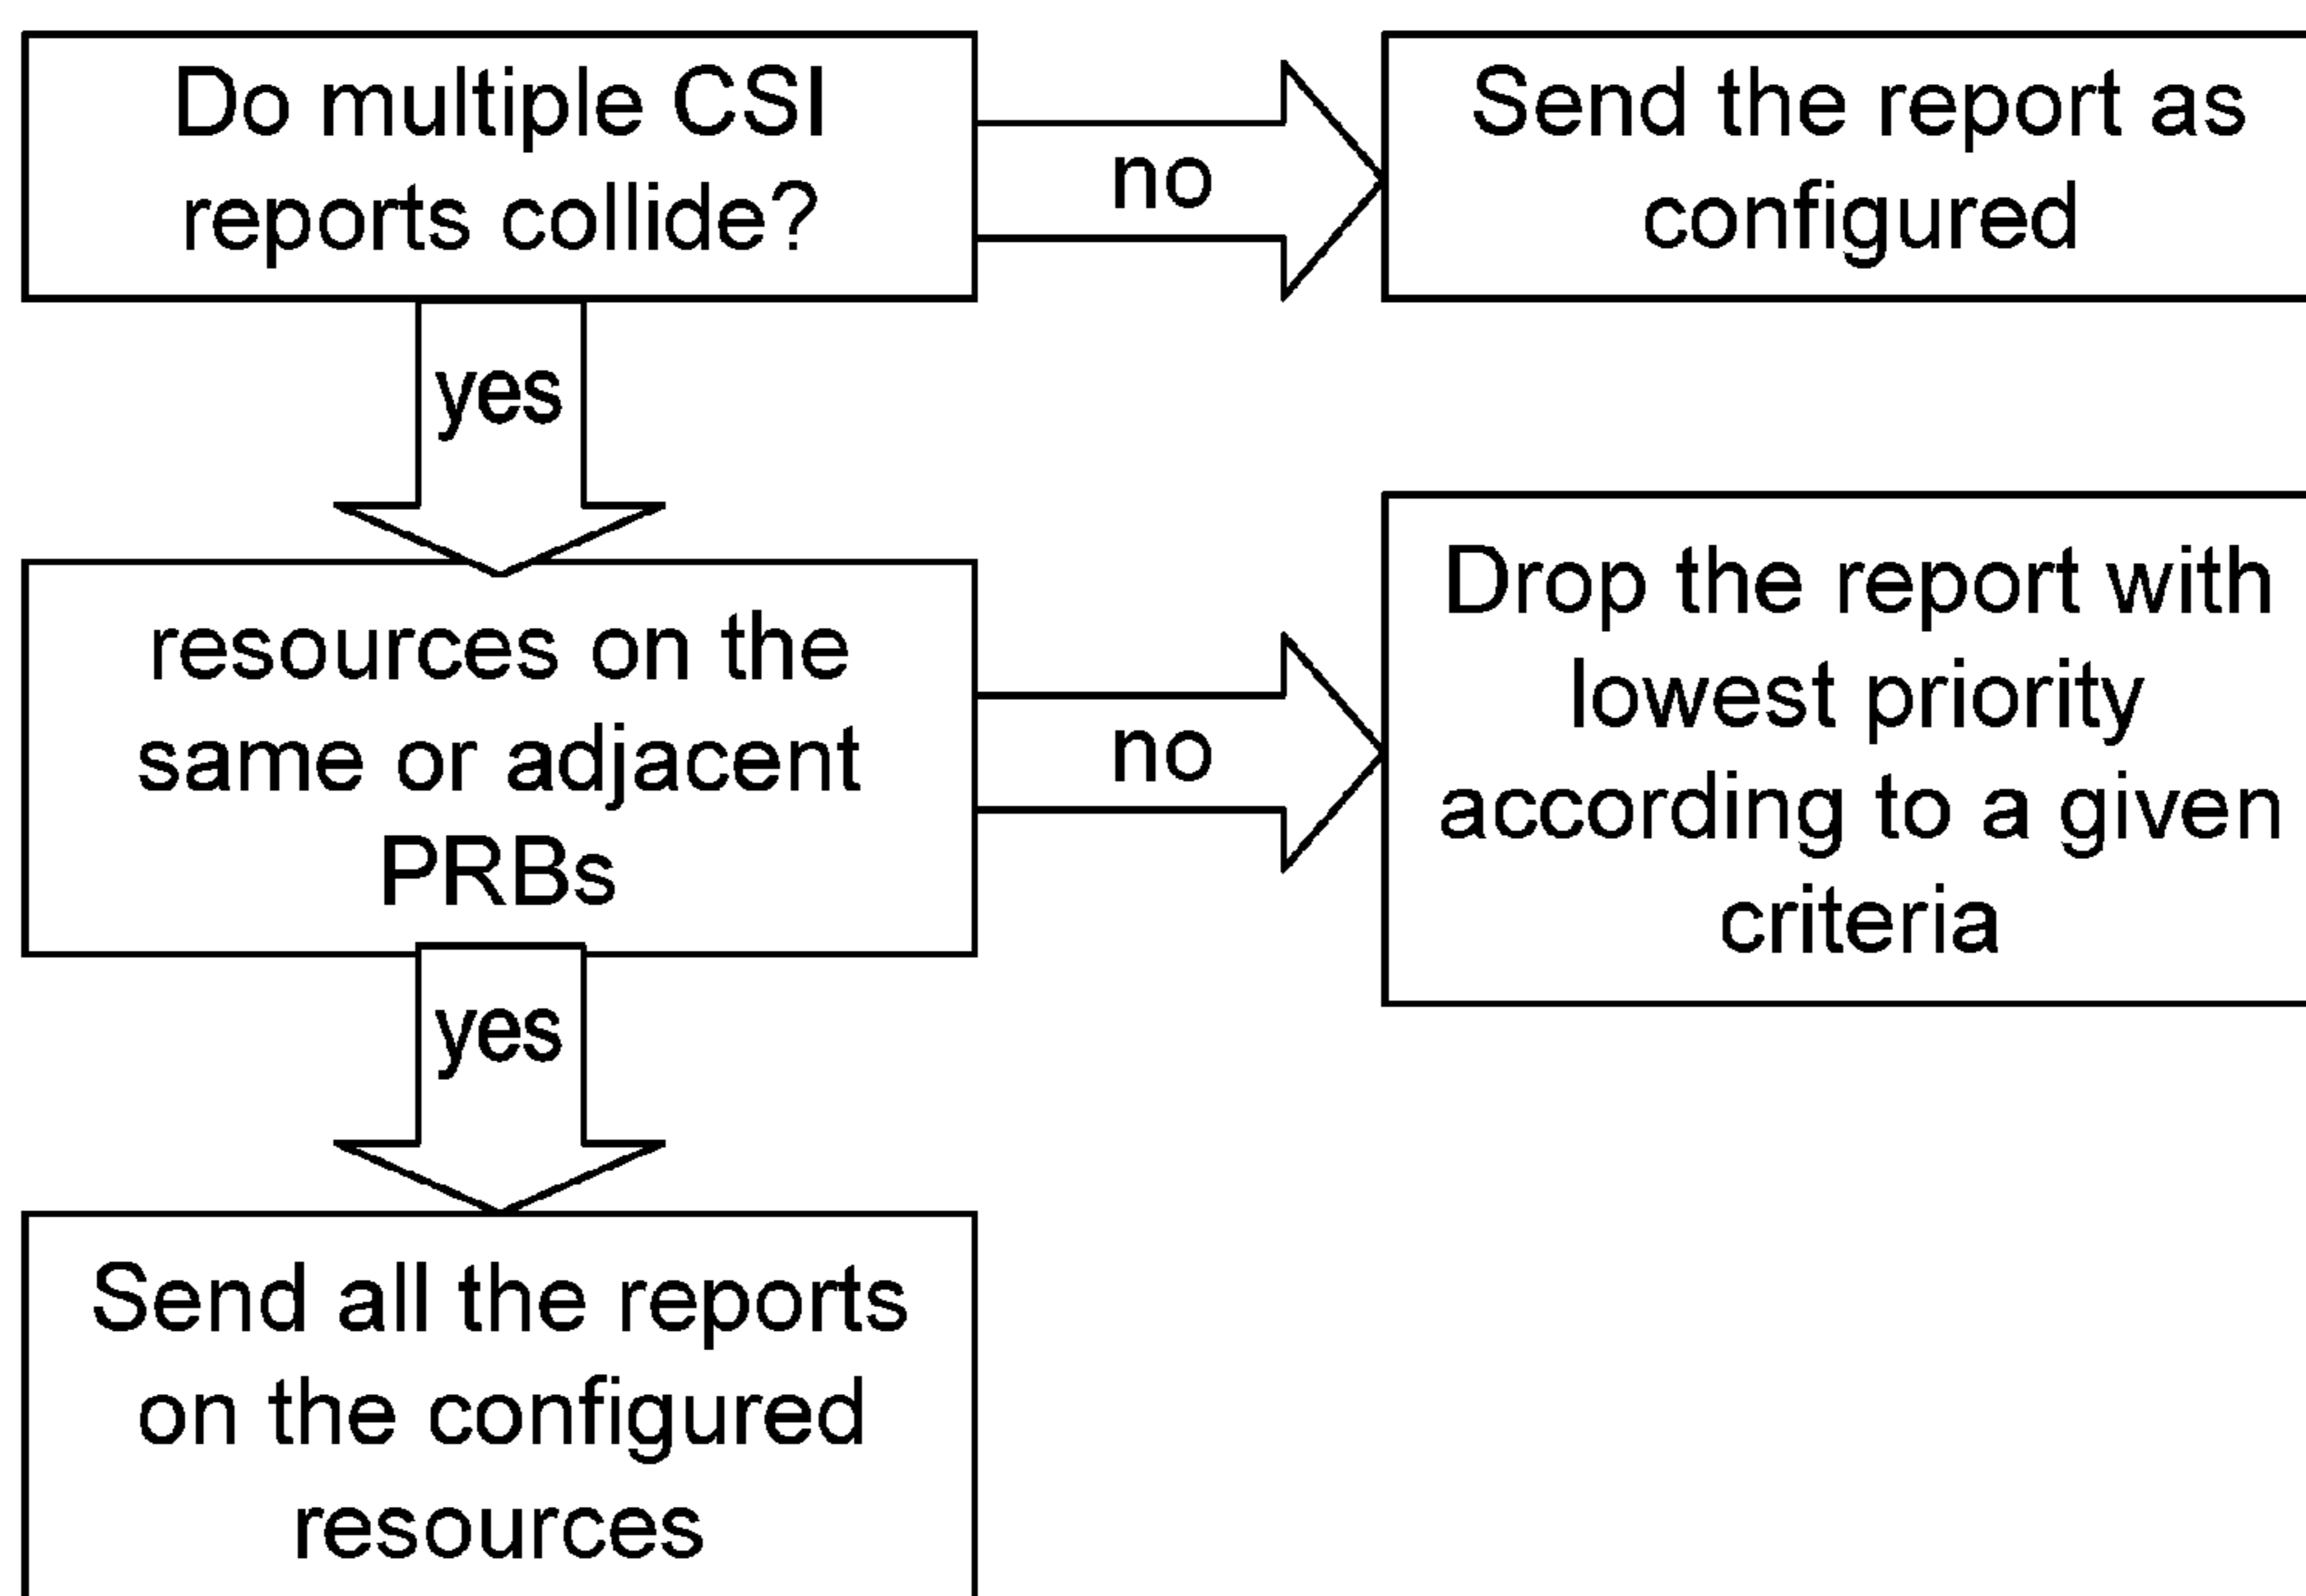 Do multiple CSI
reports collide?
no
Send the report as
configured
yes
resources on the
same or adjacent
PRBs
no
Drop the report with
lowest priority
according to a given
criteria
yes
Send all the reports
on the configured
resources